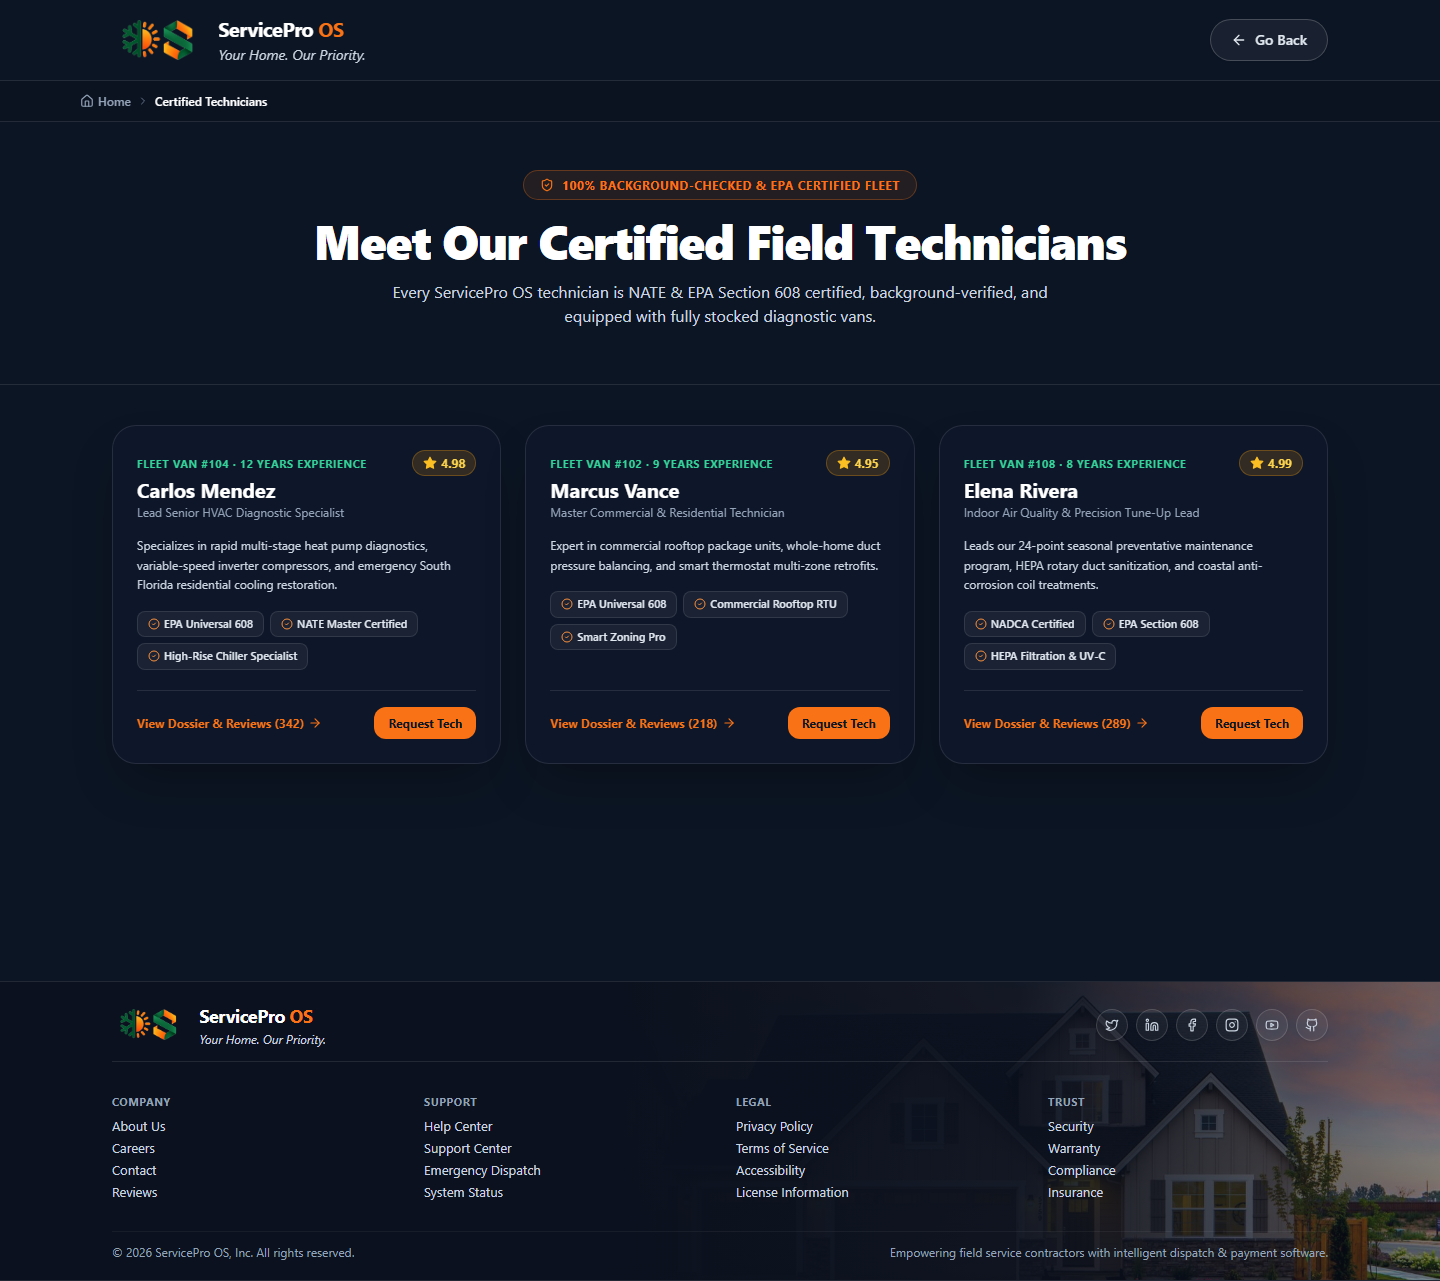 ServicePro OS
Your Home. Our Priority.
Go Back
Home
Certified Technicians
100% BACKGROUND-CHECKED & EPA CERTIFIED FLEET
Meet Our Certified Field Technicians
Every ServicePro OS technician is NATE & EPA Section 608 certified, background-verified, and
equipped with fully stocked diagnostic vans.
FLEET VAN #104 · 12 YEARS EXPERIENCE
4.98
Carlos Mendez
Lead Senior HVAC Diagnostic Specialist
Specializes in rapid multi-stage heat pump diagnostics,
variable-speed inverter compressors, and emergency South
Florida residential cooling restoration.
EPA Universal 608
NATE Master Certified
High-Rise Chiller Specialist
View Dossier & Reviews (342)
Request Tech
FLEET VAN #102 · 9 YEARS EXPERIENCE
4.95
Marcus Vance
Master Commercial & Residential Technician
Expert in commercial rooftop package units, whole-home duct
pressure balancing, and smart thermostat multi-zone retrofits.
EPA Universal 608
Commercial Rooftop RTU
Smart Zoning Pro
View Dossier & Reviews (218)
Request Tech
FLEET VAN #108 · 8 YEARS EXPERIENCE
4.99
Elena Rivera
Indoor Air Quality & Precision Tune-Up Lead
Leads our 24-point seasonal preventative maintenance
program, HEPA rotary duct sanitization, and coastal anti-
corrosion coil treatments.
NADCA Certified
EPA Section 608
HEPA Filtration & UV-C
View Dossier & Reviews (289)
Request Tech
ServicePro OS
Your Home. Our Priority.
COMPANY
About Us
Careers
Contact
Reviews
SUPPORT
Help Center
Support Center
Emergency Dispatch
System Status
LEGAL
Privacy Policy
Terms of Service
Accessibility
License Information
TRUST
Security
Warranty
Compliance
Insurance
© 2026 ServicePro OS, Inc. All rights reserved.
Empowering field service contractors with intelligent dispatch & payment software.